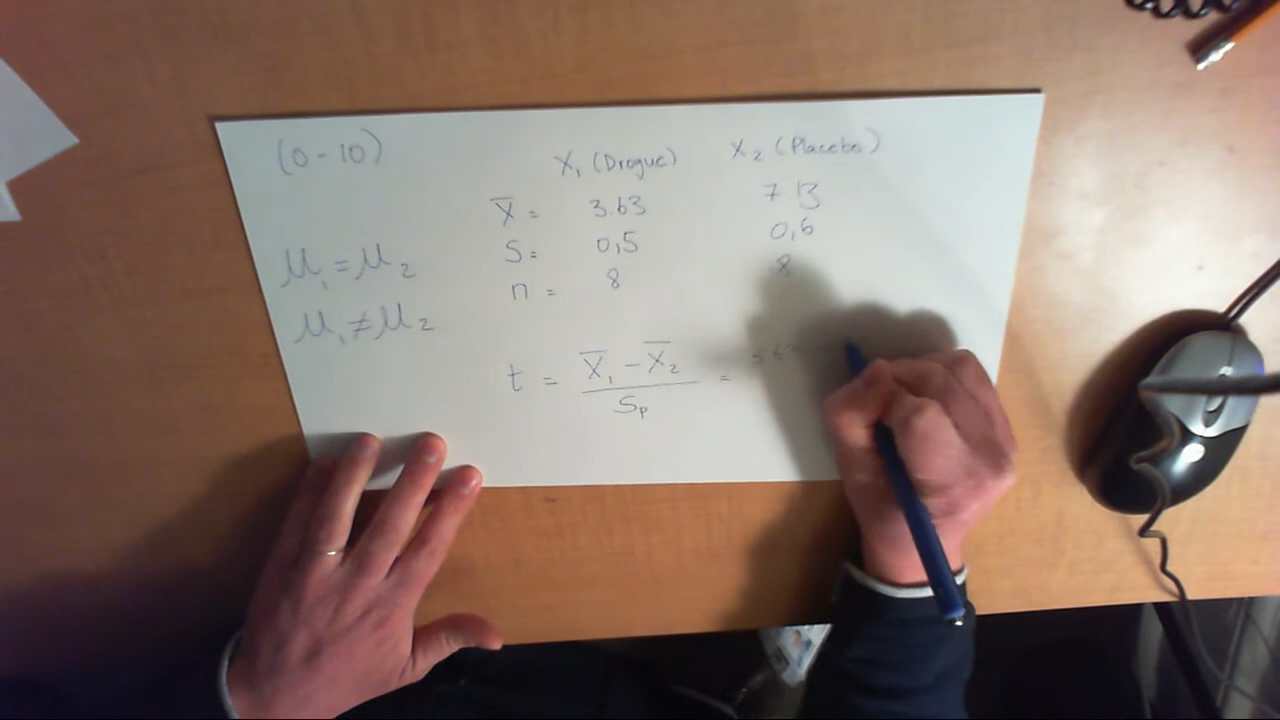 (0-10)
X₁ (Drogue) X₂ (Placebo)
X̄ = 3.63 7 13
S = 0,5 0,6
n = 8 8
μ₁ = μ₂
μ₁ ≠ μ₂
t = (X̄₁ - X̄₂) / Sp =